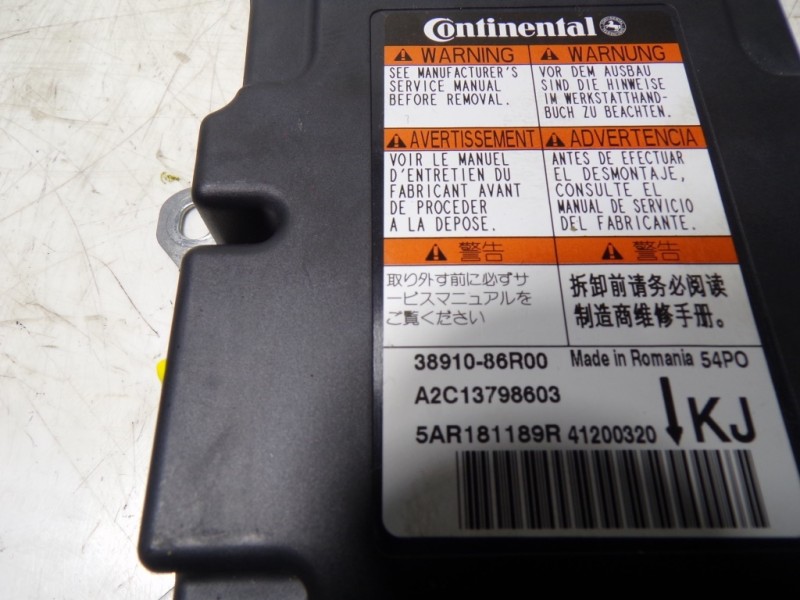 Continental
WARNING
SEE MANUFACTURER'S
SERVICE MANUAL
BEFORE REMOVAL.
WARNUNG
VOR DEM AUSBAU
SIND DIE HINWEISE
IM WERKSTATTHAND-
BUCH ZU BEACHTEN.
AVERTISSEMENT
VOIR LE MANUEL
D'ENTRETIEN DU
FABRICANT AVANT
DE PROCEDER
A LA DEPOSE.
ADVERTENCIA
ANTES DE EFECTUAR
EL DESMONTAJE,
CONSULTE EL
MANUAL DE SERVICIO
DEL FABRICANTE.
警告
取り外す前に必ずサ
ービスマニュアルを
ご覧ください
警告
拆卸前请务必阅读
制造商维修手册。
38910-86R00 Made in Romania 54PO
A2C13798603
5AR181189R 41200320
KJ